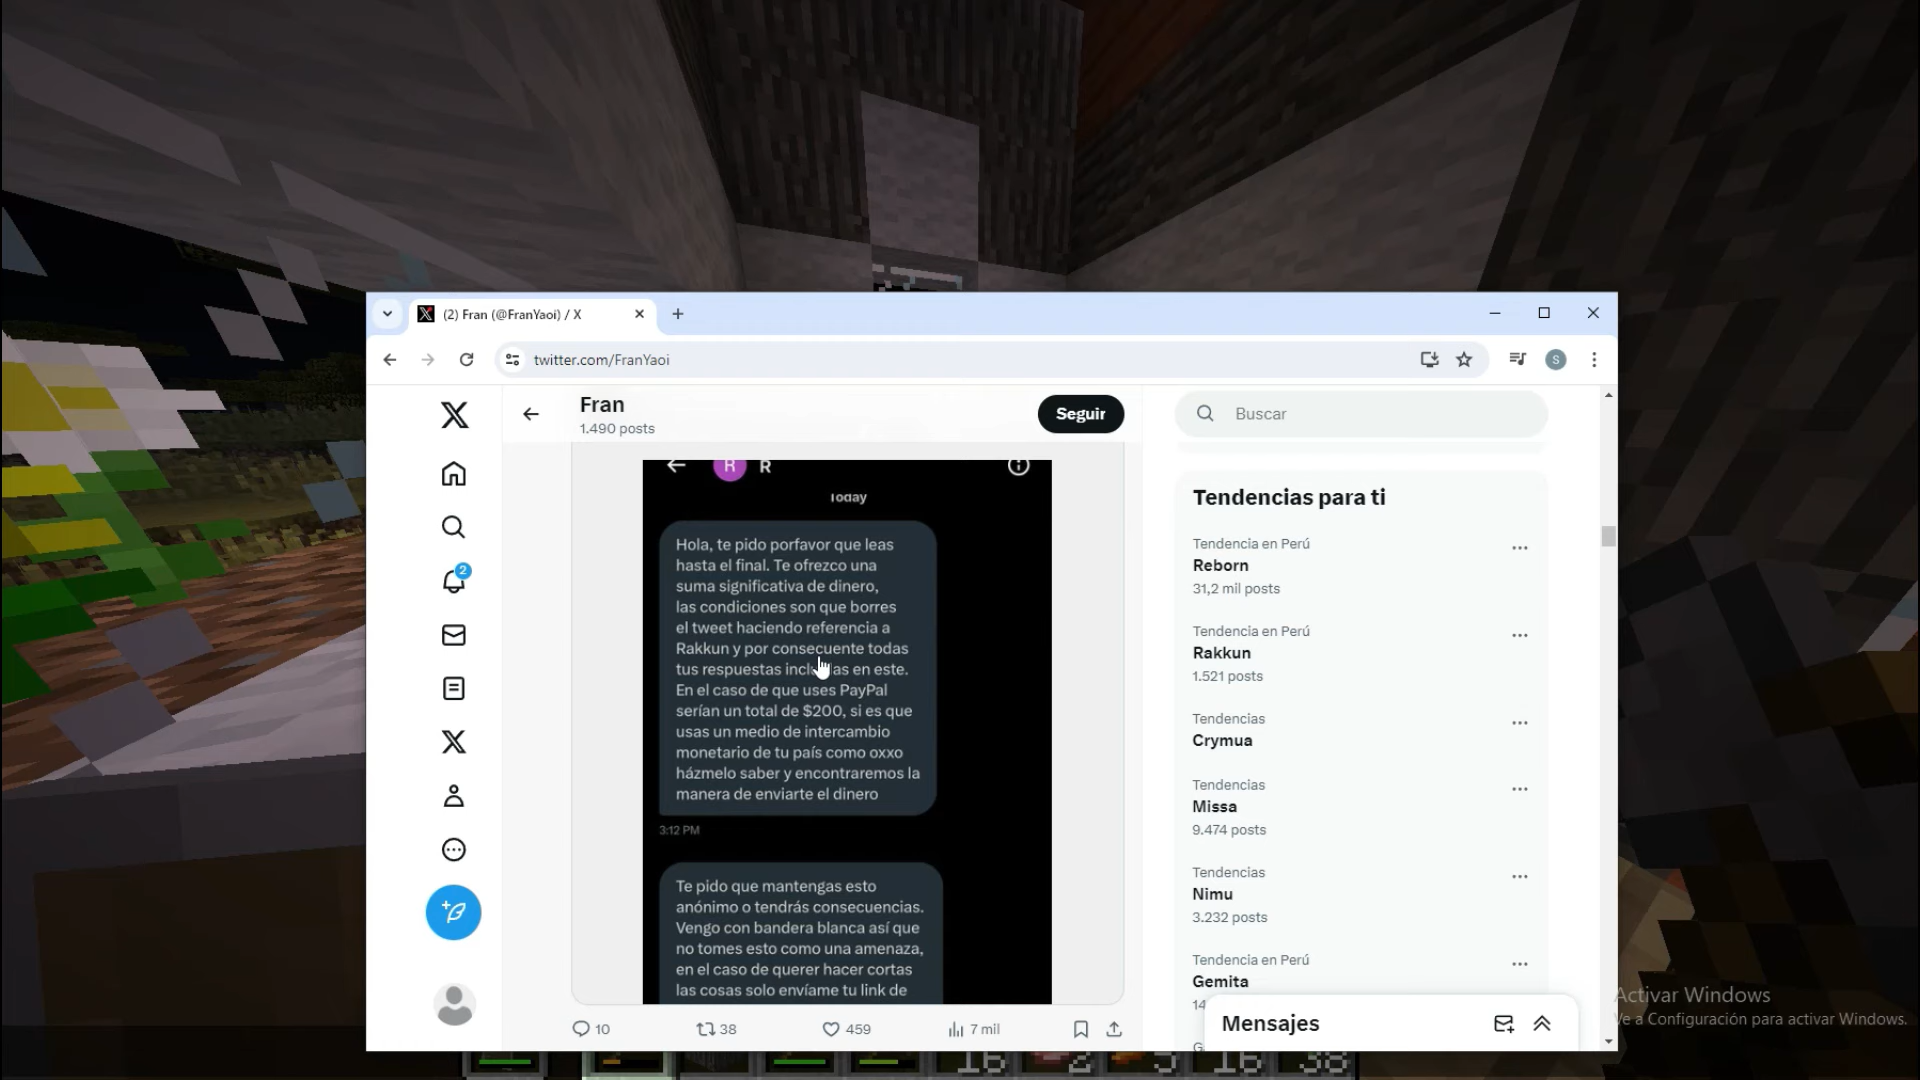 (2) Fran (@FranYaoi) / X
twitter.com/FranYaoi
S
Fran
1.490 posts
Seguir
Buscar
R R
Today
Hola, te pido porfavor que leas
hasta el final. Te ofrezco una
suma significativa de dinero,
las condiciones son que borres
el tweet haciendo referencia a
Rakkun y por consecuente todas
tus respuestas incluidas en este.
En el caso de que uses PayPal
serían un total de $200, si es que
usas un medio de intercambio
monetario de tu país como oxxo
házmelo saber y encontraremos la
manera de enviarte el dinero
3:12 PM
Te pido que mantengas esto
anónimo o tendrás consecuencias.
Vengo con bandera blanca así que
no tomes esto como una amenaza,
en el caso de querer hacer cortas
las cosas solo envíame tu link de
10
38
459
7 mil
2
Tendencias para ti
Tendencia en Perú
Reborn
31,2 mil posts
Tendencia en Perú
Rakkun
1.521 posts
Tendencias
Crymua
Tendencias
Missa
9.474 posts
Tendencias
Nimu
3.232 posts
Tendencia en Perú
Gemita
14
Mensajes
G
Activar Windows
Ve a Configuración para activar Windows.
16
2
5
16
38